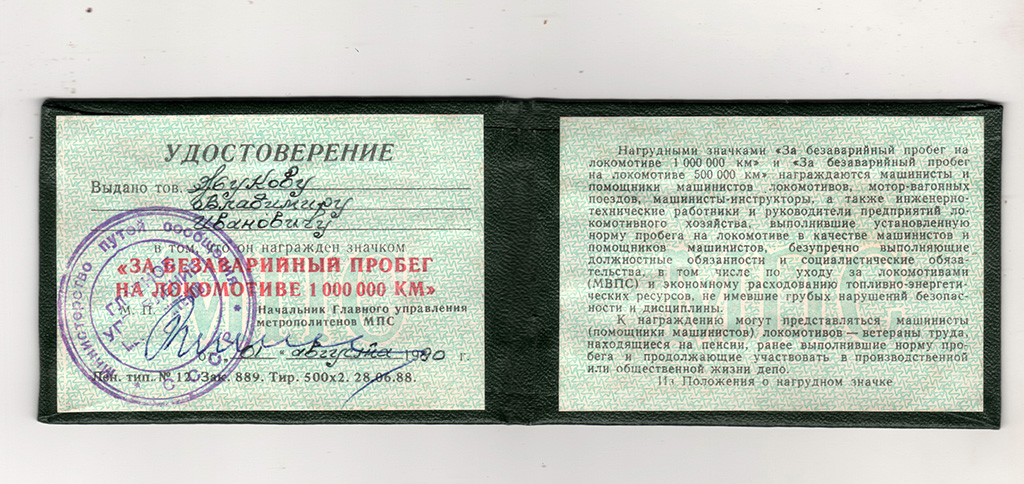 УДОСТОВЕРЕНИЕ
Выдано тов. Жукову
Владимиру
Ивановичу
в том, что он награжден значком
«ЗА БЕЗАВАРИЙНЫЙ ПРОБЕГ
НА ЛОКОМОТИВЕ 1 000 000 КМ»
М. П. Начальник Главного управления
метрополитенов МПС
01 августа 1990 г.
Лен. тип. № 12. Зак. 889. Тир. 500х2. 28.06.88.
Министерство путей сообщения
СССР
Нагрудными значками «За безаварийный пробег на
локомотиве 1 000 000 км» и «За безаварийный пробег
на локомотиве 500 000 км» награждаются машинисты и
помощники машинистов локомотивов, мотор-вагонных
поездов, машинисты-инструкторы, а также инженерно-
технические работники и руководители предприятий ло-
комотивного хозяйства, выполнившие установленную
норму пробега на локомотиве в качестве машинистов и
помощников машинистов, безупречно выполняющие
должностные обязанности и социалистические обяза-
тельства, в том числе по уходу за локомотивами
(МВПС) и экономному расходованию топливно-энергети-
ческих ресурсов, не имевшие грубых нарушений безопас-
ности и дисциплины.
К награждению могут представляться машинисты
(помощники машинистов) локомотивов — ветераны труда,
находящиеся на пенсии, ранее выполнившие норму про-
бега и продолжающие участвовать в производственной
или общественной жизни депо.
Из Положения о нагрудном значке